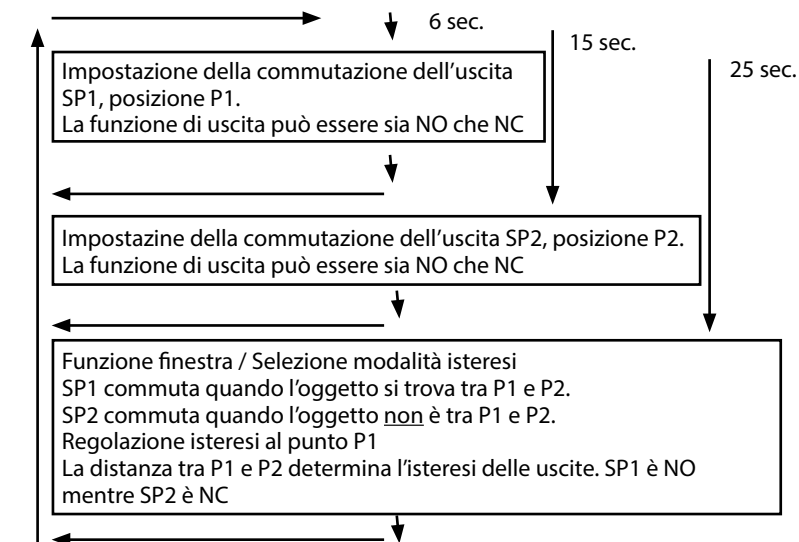 6 sec.
15 sec.
25 sec.
Impostazione della commutazione dell'uscita
SP1, posizione P1.
La funzione di uscita può essere sia NO che NC
Impostazine della commutazione dell'uscita SP2, posizione P2.
La funzione di uscita può essere sia NO che NC
Funzione finestra / Selezione modalità isteresi
SP1 commuta quando l'oggetto si trova tra P1 e P2.
SP2 commuta quando l'oggetto non è tra P1 e P2.
Regolazione isteresi al punto P1
La distanza tra P1 e P2 determina l'isteresi delle uscite. SP1 è NO
mentre SP2 è NC